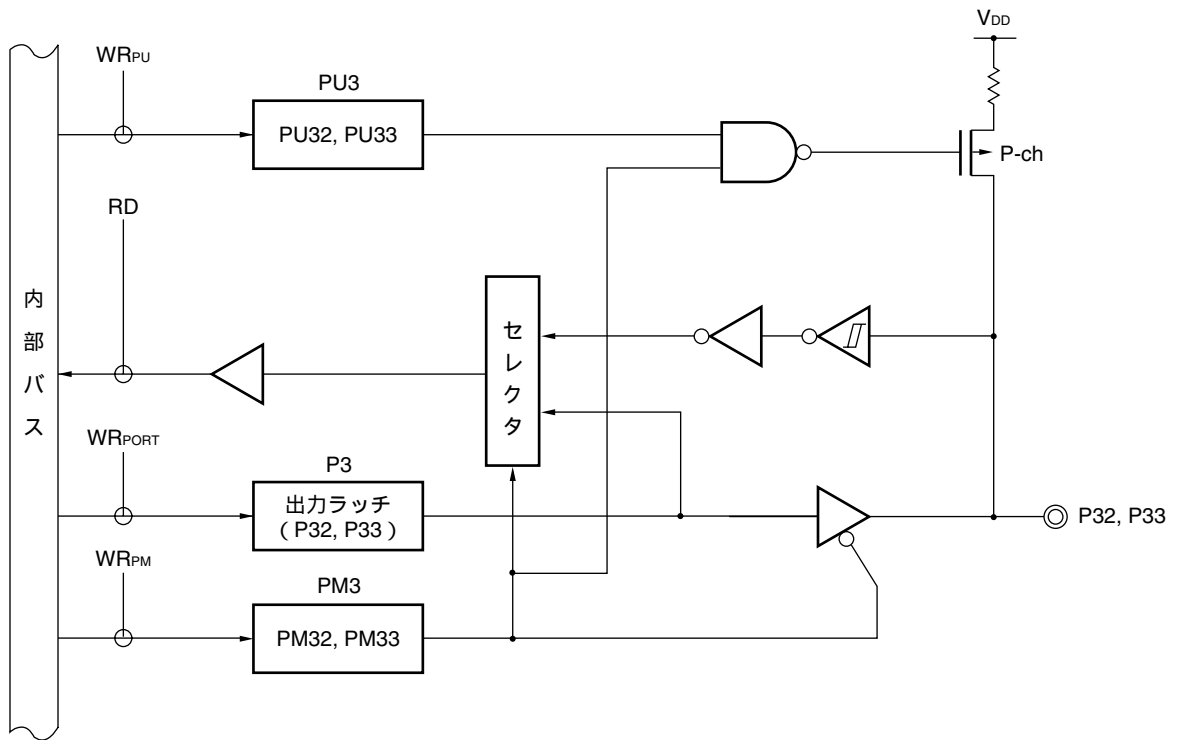 VDD
WRPU
PU3
PU32, PU33
P-ch
RD
内部バス
セレクタ
WRPORT
P3
出力ラッチ
(P32, P33)
P32, P33
WRPM
PM3
PM32, PM33